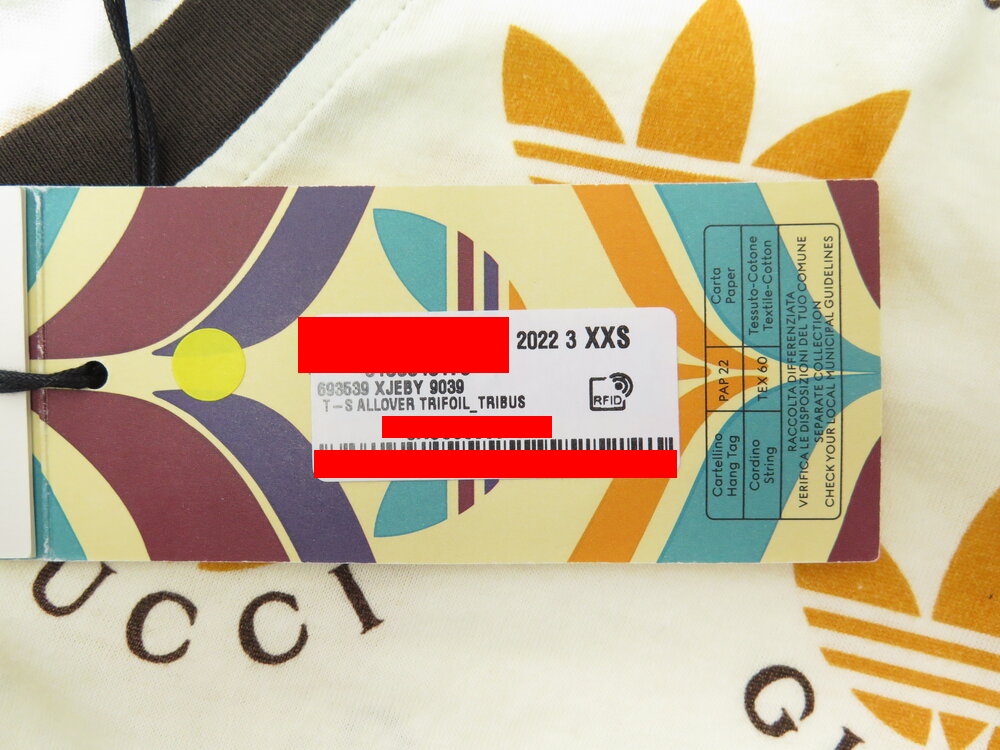 2022 3 XXS
693539 XJEBY 9039
T-S ALLOVER TRIFOIL_TRIBUS
RFID
Cartellino
Hang Tag
PAP 22
Carta
Paper
Cordino
String
TEX 60
Tessuto-Cotone
Textile-Cotton
RACCOLTA DIFFERENZIATA
VERIFICA LE DISPOSIZIONI DEL TUO COMUNE
SEPARATE COLLECTION
CHECK YOUR LOCAL MUNICIPAL GUIDELINES
UCCI
G